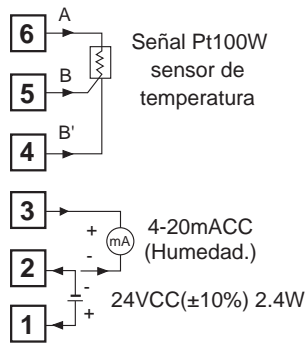 6
A
Señal Pt100W
sensor de
temperatura
5
B
4
B'
3
+
mA
4-20mACC
(Humedad.)
-
2
-
24VCC(±10%) 2.4W
+
1